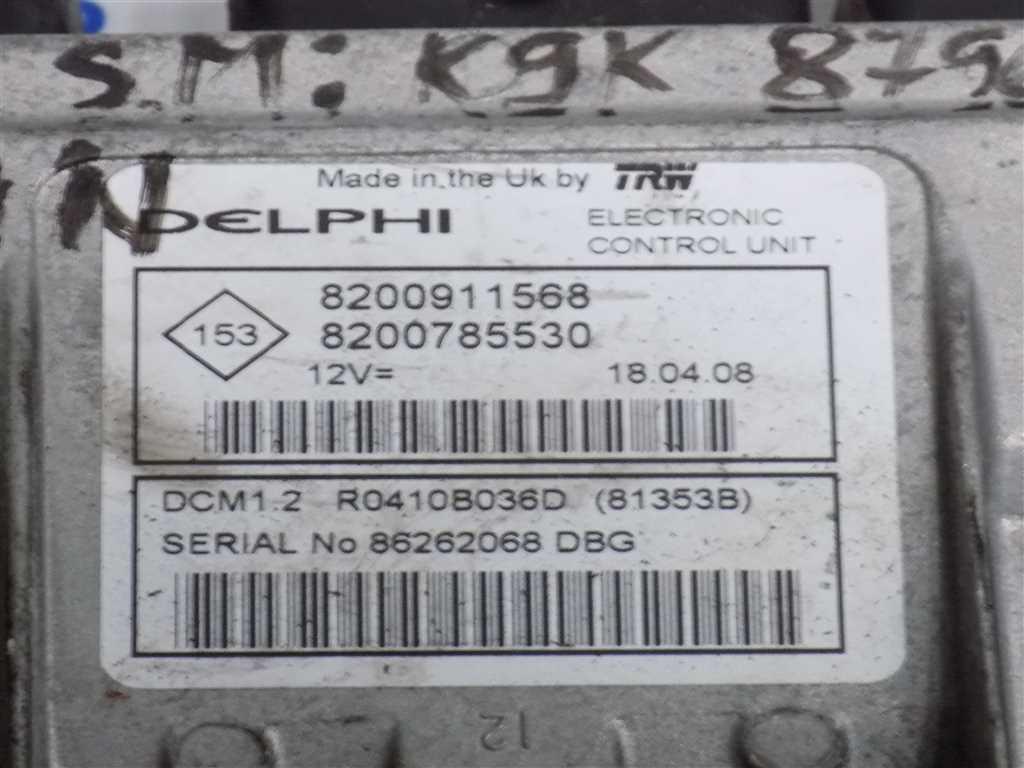 S.M: K9K 879
N
Made in the Uk by TRW
DELPHI
ELECTRONIC
CONTROL UNIT
8200911568
153
8200785530
12V= 18.04.08
DCM1.2 R0410B036D (81353B)
SERIAL No 86262068 DBG
12